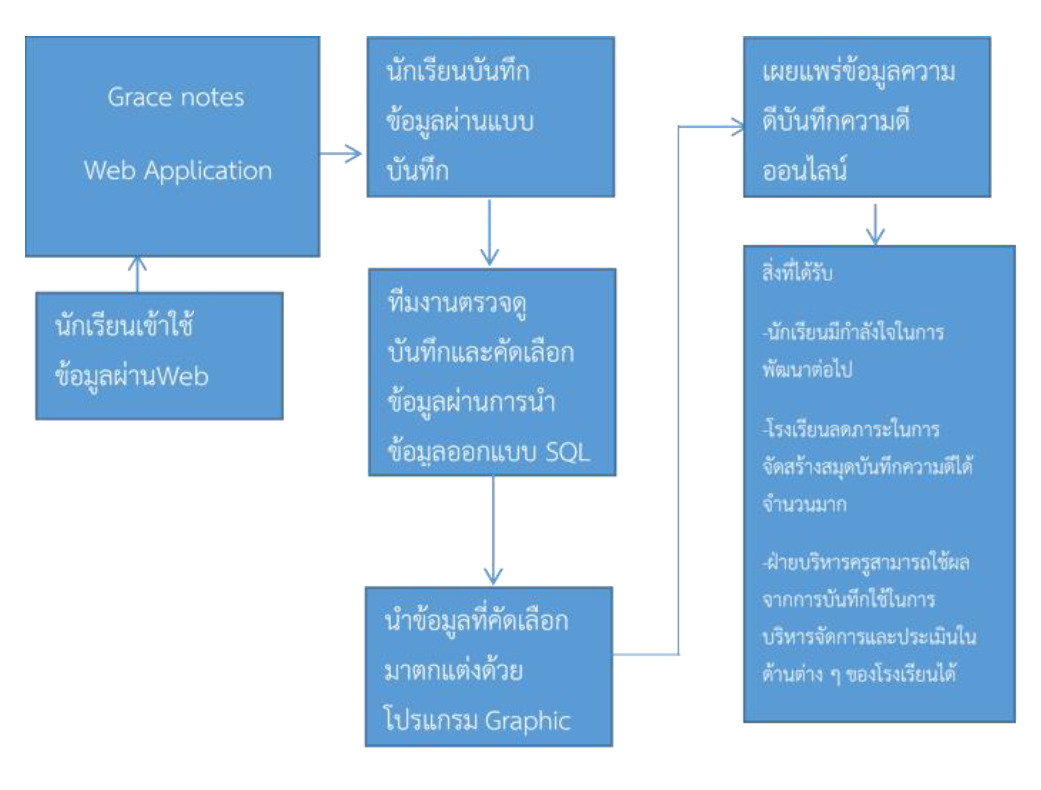 Grace notes
Web Application
นักเรียนเข้าใช้
ข้อมูลผ่านWeb
นักเรียนบันทึก
ข้อมูลผ่านแบบ
บันทึก
ทีมงานตรวจดู
บันทึกและคัดเลือก
ข้อมูลผ่านการนำ
ข้อมูลออกแบบ SQL
นำข้อมูลที่คัดเลือก
มาตกแต่งด้วย
โปรแกรม Graphic
เผยแพร่ข้อมูลความ
ดีบันทึกความดี
ออนไลน์
สิ่งที่ได้รับ
-นักเรียนมีกำลังใจในการ
พัฒนาต่อไป
-โรงเรียนลดภาระในการ
จัดสร้างสมุดบันทึกความดีได้
จำนวนมาก
-ฝ่ายบริหารครูสามารถใช้ผล
จากการบันทึกใช้ในการ
บริหารจัดการและประเมินใน
ด้านต่าง ๆ ของโรงเรียนได้